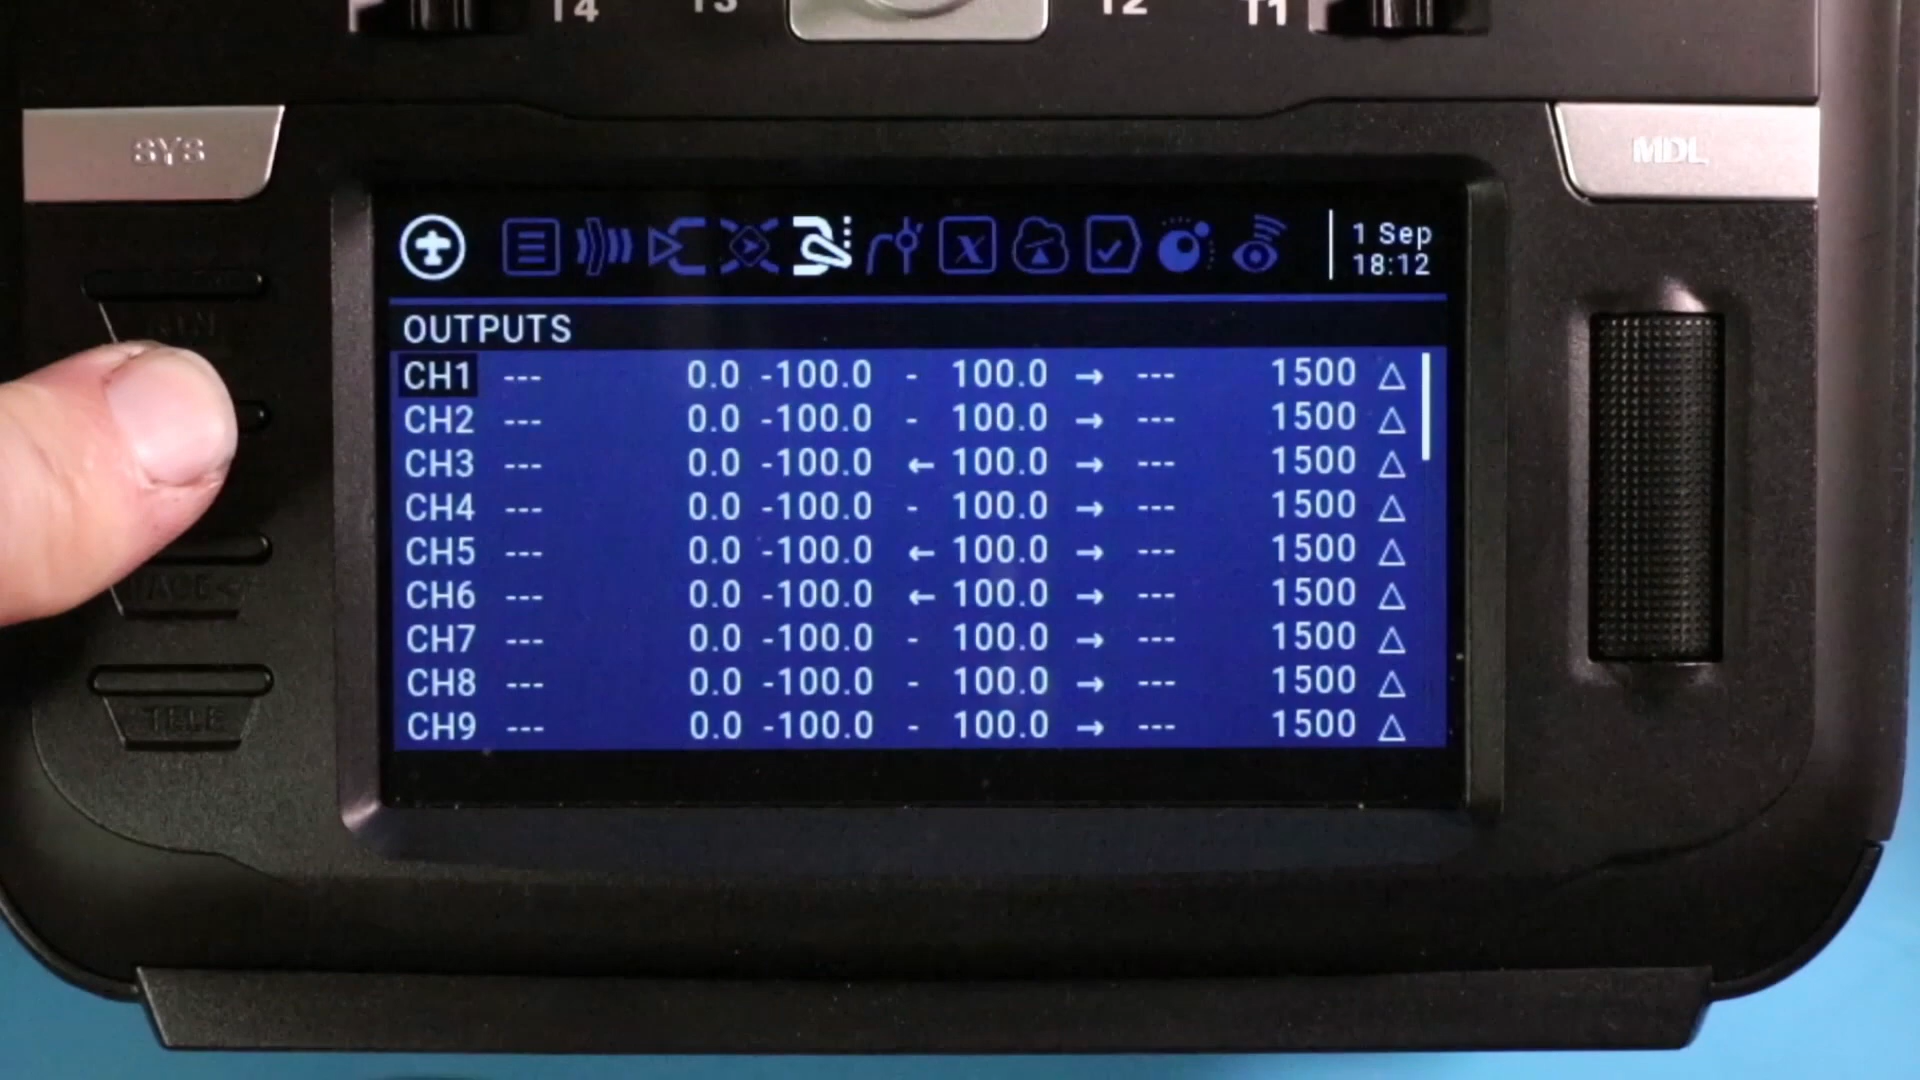 T4 T3 T2 T1
SYS MDL
1 Sep
18:12
OUTPUTS
CH1 --- 0.0 -100.0 - 100.0 → --- 1500 △
CH2 --- 0.0 -100.0 - 100.0 → --- 1500 △
CH3 --- 0.0 -100.0 ← 100.0 → --- 1500 △
CH4 --- 0.0 -100.0 - 100.0 → --- 1500 △
CH5 --- 0.0 -100.0 ← 100.0 → --- 1500 △
CH6 --- 0.0 -100.0 ← 100.0 → --- 1500 △
CH7 --- 0.0 -100.0 - 100.0 → --- 1500 △
CH8 --- 0.0 -100.0 - 100.0 → --- 1500 △
CH9 --- 0.0 -100.0 - 100.0 → --- 1500 △
TELE